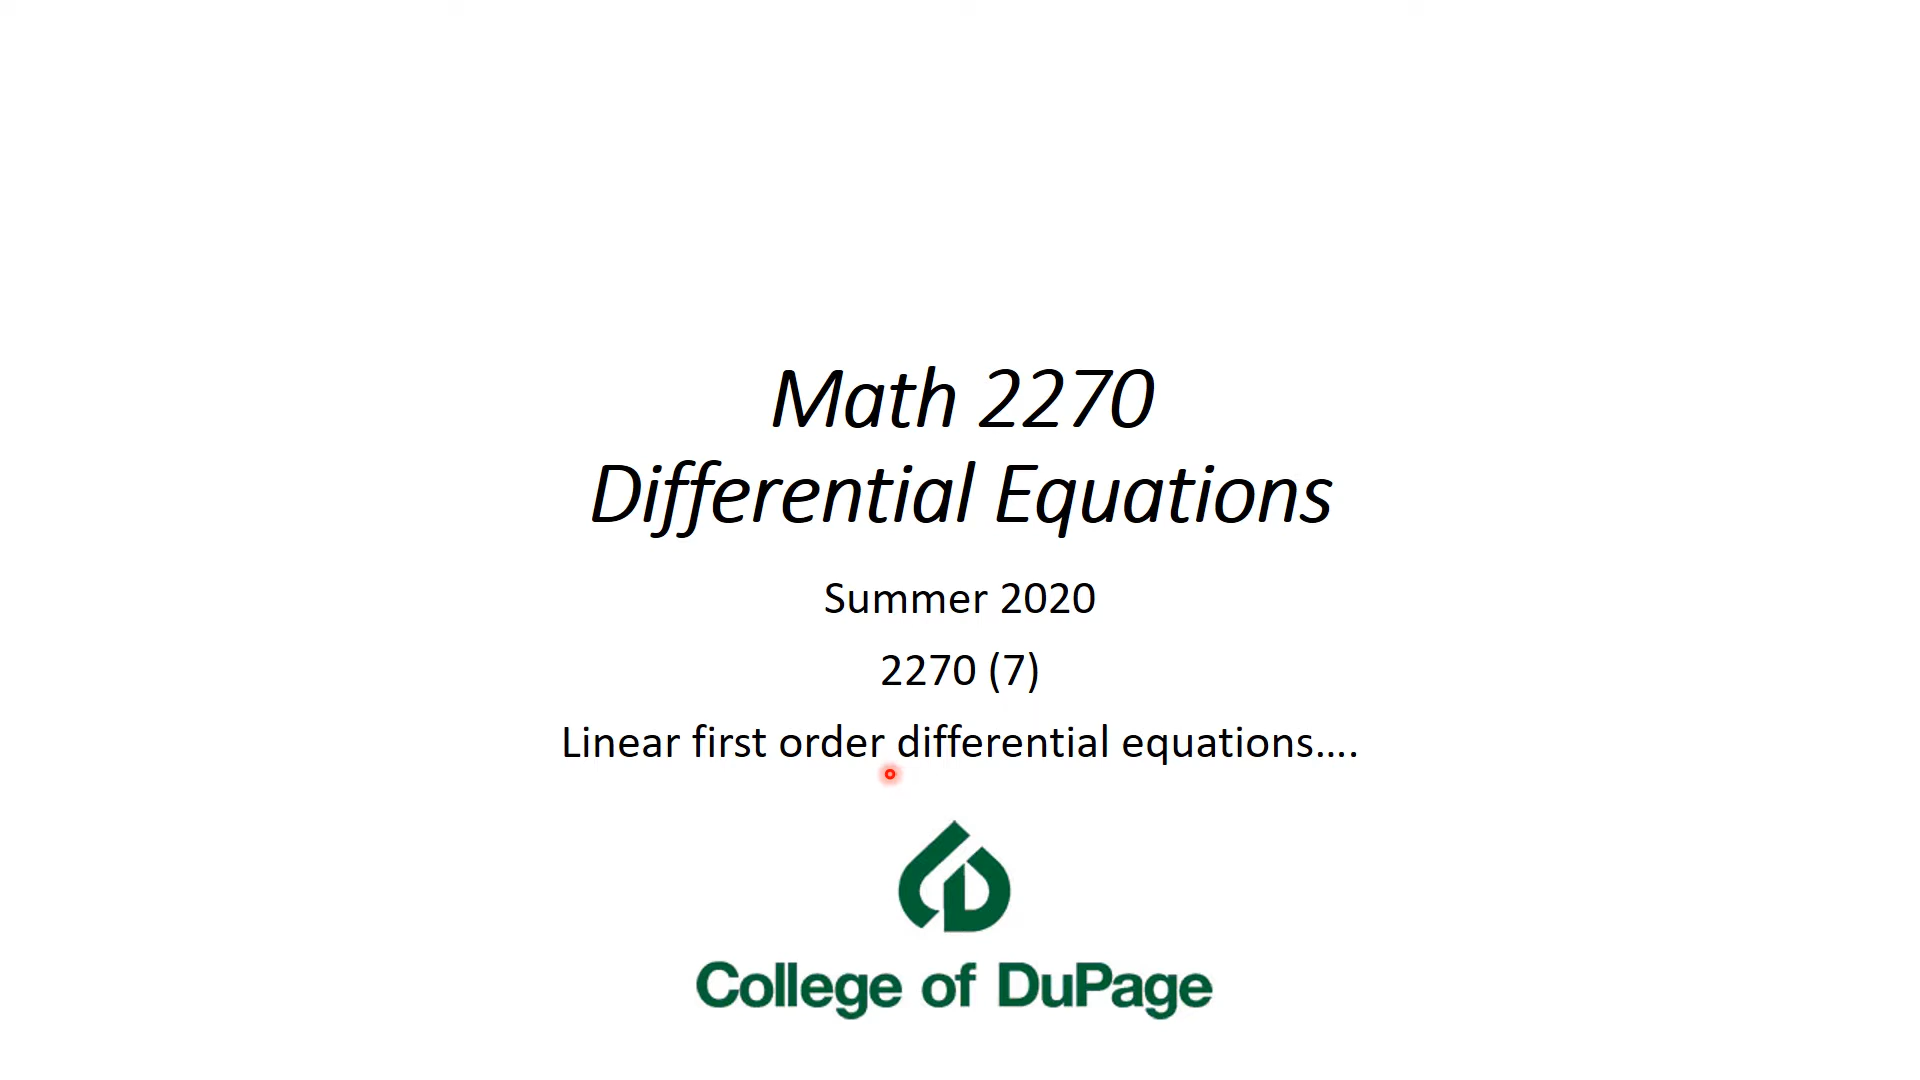 Math 2270
Differential Equations
Summer 2020
2270 (7)
Linear first order differential equations....
College of DuPage